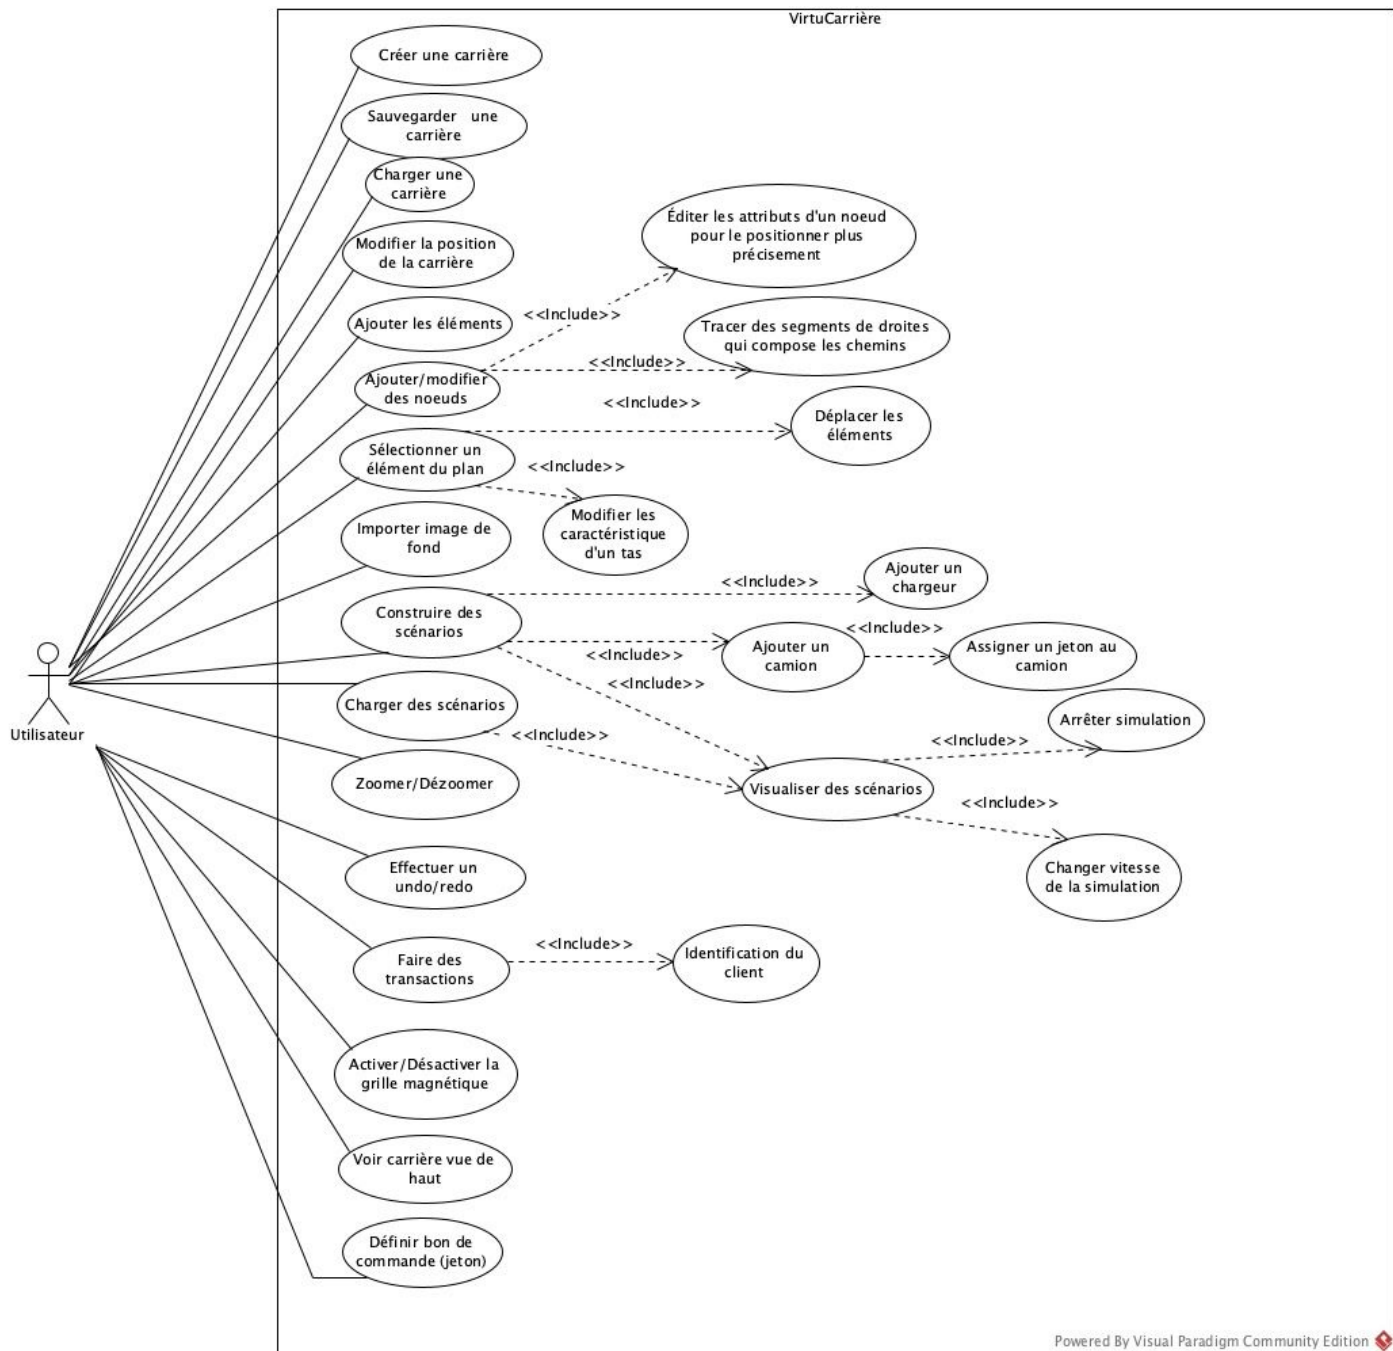 VirtuCarrière
Créer une carrière
Sauvegarder une
carrière
Charger une
carrière
Modifier la position
de la carrière
Éditer les attributs d'un noeud
pour le positionner plus
précisement
<<Include>>
Ajouter les éléments
Tracer des segments de droites
qui compose les chemins
<<Include>>
Ajouter/modifier
des noeuds
<<Include>>
Déplacer les
éléments
Sélectionner un
élément du plan
<<Include>>
Modifier les
caractéristique
d'un tas
Importer image de
fond
Ajouter un
chargeur
<<Include>>
Construire des
scénarios
<<Include>>
Ajouter un
camion
<<Include>>
Assigner un jeton au
camion
<<Include>>
Charger des scénarios
Arrêter simulation
Utilisateur
<<Include>>
<<Include>>
Zoomer/Dézoomer
Visualiser des scénarios
<<Include>>
Effectuer un
undo/redo
Changer vitesse
de la simulation
<<Include>>
Faire des
transactions
Identification du
client
Activer/Désactiver la
grille magnétique
Voir carrière vue de
haut
Définir bon de
commande (jeton)
Powered By Visual Paradigm Community Edition